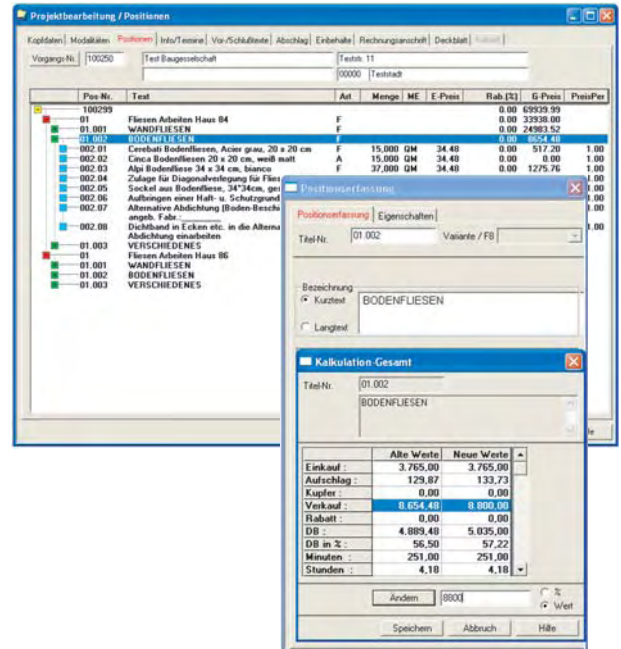 Projektbearbeitung / Positionen
Kopfdaten Modalitäten Positionen Info/Termine Vor-/Schlußtexte Abschlag Einbehalte Rechnungsanschrift Deckblatt
Vorgangs-Nr. 100250 Test Baugesellschaft Teststr. 11
00000 Teststadt
Pos-Nr. Text Art Menge ME E-Preis Rab.[%] G-Preis PreisPer
100299 0.00 69939.99
01 Fliesen Arbeiten Haus 84 F 0.00 33938.00
01.001 WANDFLIESEN F 0.00 24983.52
01.002 BODENFLIESEN F 0.00 8654.48
002.01 Cerebati Bodenfliesen, Acier grau, 20 x 20 cm F 15,000 QM 34.48 0.00 517.20 1.00
002.02 Cinca Bodenfliesen 20 x 20 cm, weiß matt A 15,000 QM 34.48 0.00 0.00 1.00
002.03 Alpi Bodenfliese 34 x 34 cm, bianco F 37,000 QM 34.48 0.00 1275.76 1.00
002.04 Zulage für Diagonalverlegung für Flies 1.00
002.05 Sockel aus Bodenfliese, 34*34cm, ge 1.00
002.06 Aufbringen einer Haft- u. Schutzgrund 1.00
002.07 Alternative Abdichtung (Boden-Beschi 1.00
angeb. Fabr.:
002.08 Dichtband in Ecken etc. in die Alterna 1.00
Abdichtung einarbeiten
01.003 VERSCHIEDENES
01 Fliesen Arbeiten Haus 86
01.001 WANDFLIESEN
01.002 BODENFLIESEN
01.003 VERSCHIEDENES
Positionserfassung
Positionserfassung Eigenschaften
Titel-Nr. 01.002 Variante / F8
Bezeichnung
Kurztext BODENFLIESEN
Langtext
Kalkulation-Gesamt
Titel-Nr. 01.002
BODENFLIESEN
Alte Werte Neue Werte
Einkauf : 3.765,00 3.765,00
Aufschlag : 129,87 133,73
Kupfer : 0,00 0,00
Verkauf : 8.654,48 8.800,00
Rabatt : 0,00 0,00
DB : 4.889,48 5.035,00
DB in % : 56,50 57,22
Minuten : 251,00 251,00
Stunden : 4,18 4,18
Ändern 8800 %
Wert
Speichern Abbruch Hilfe